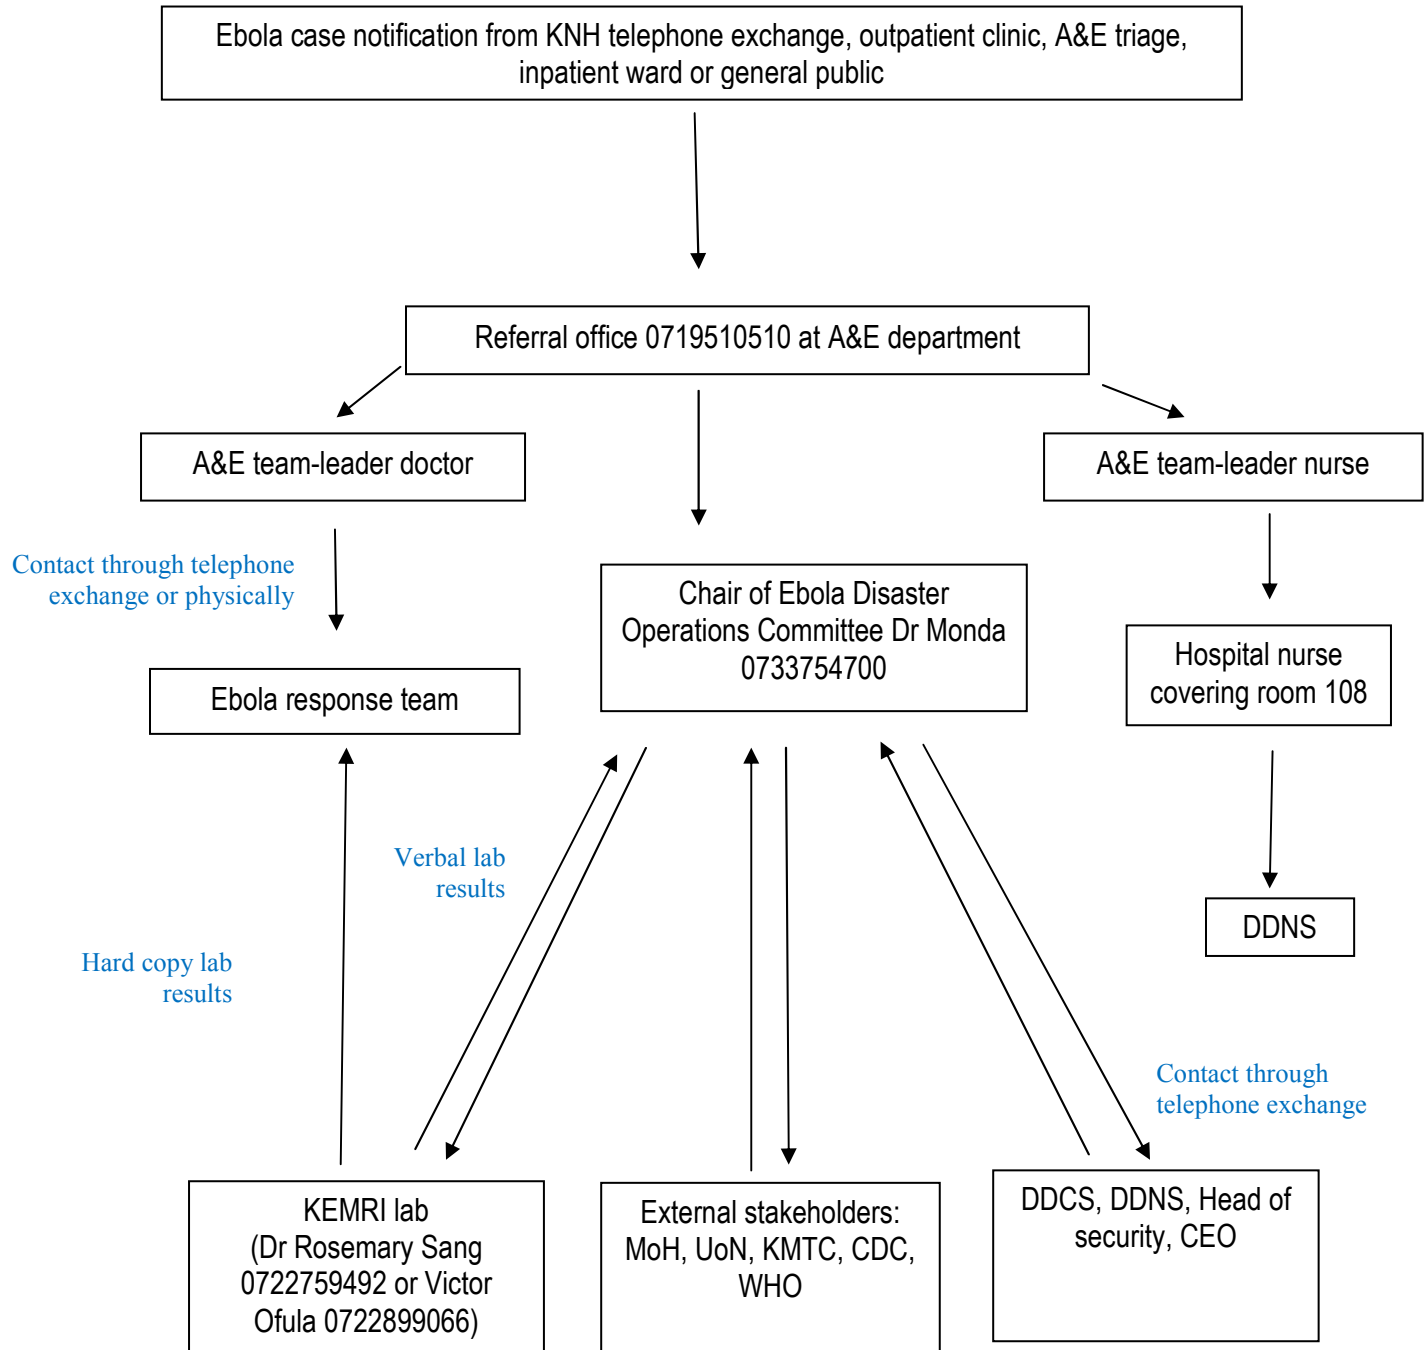 Ebola case notification from KNH telephone exchange, outpatient clinic, A&E triage,
inpatient ward or general public
Referral office 0719510510 at A&E department
A&E team-leader doctor
A&E team-leader nurse
Contact through telephone
exchange or physically
Chair of Ebola Disaster
Operations Committee Dr Monda
0733754700
Hospital nurse
covering room 108
Ebola response team
Verbal lab
results
DDNS
Hard copy lab
results
Contact through
telephone exchange
KEMRI lab
(Dr Rosemary Sang
0722759492 or Victor
Ofula 0722899066)
External stakeholders:
MoH, UoN, KMTC, CDC,
WHO
DDCS, DDNS, Head of
security, CEO